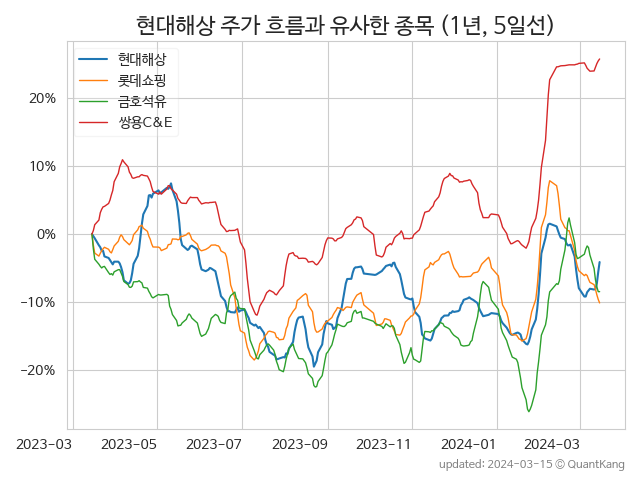 현대해상 주가 흐름과 유사한 종목 (1년, 5일선)
현대해상
롯데쇼핑
금호석유
쌍용C&E
20%
10%
0%
−10%
−20%
2023-03 2023-05 2023-07 2023-09 2023-11 2024-01 2024-03
updated: 2024-03-15 © QuantKang